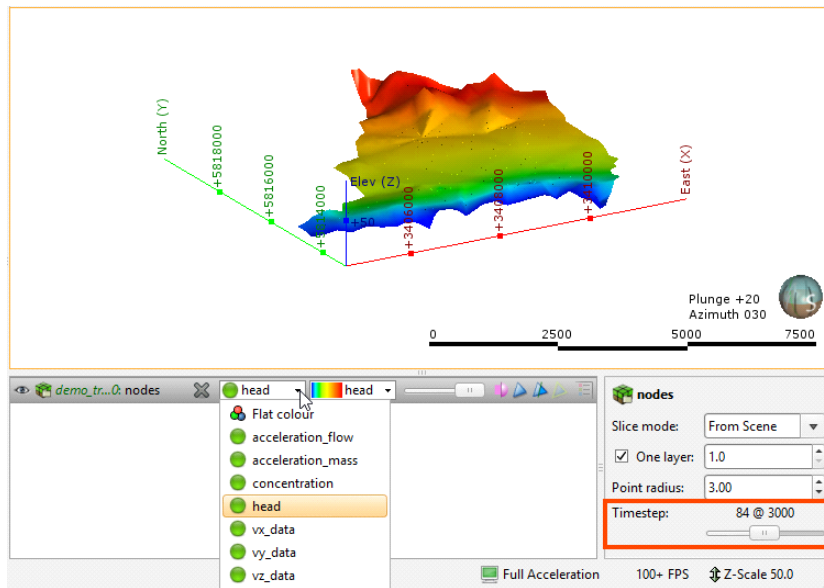 North (Y)
+5818000
+5816000
+5814000
Elev (Z)
+50
+3406000
+3408000
+3410000
East (X)
Plunge +20
Azimuth 030
0 2500 5000 7500
demo_tr...0: nodes head head
Flat colour
acceleration_flow
acceleration_mass
concentration
head
vx_data
vy_data
vz_data
nodes
Slice mode: From Scene
One layer: 1.0
Point radius: 3.00
Timestep: 84 @ 3000
Full Acceleration 100+ FPS Z-Scale 50.0